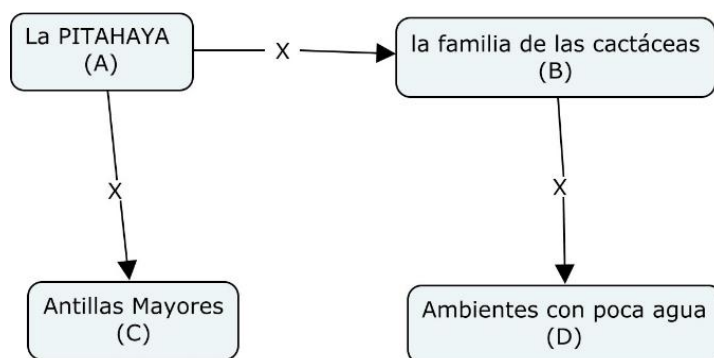 La PITAHAYA
(A)
X
la familia de las cactáceas
(B)
X
X
Antillas Mayores
(C)
Ambientes con poca agua
(D)